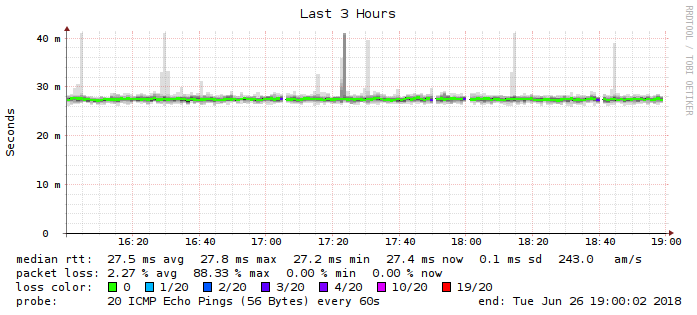 Last 3 Hours
RRDTOOL / TOBI OETIKER
Seconds
40 m
30 m
20 m
10 m
0
16:20 16:40 17:00 17:20 17:40 18:00 18:20 18:40 19:00
median rtt: 27.5 ms avg 27.8 ms max 27.2 ms min 27.4 ms now 0.1 ms sd 243.0 am/s
packet loss: 2.27 % avg 88.33 % max 0.00 % min 0.00 % now
loss color: 0 1/20 2/20 3/20 4/20 10/20 19/20
probe: 20 ICMP Echo Pings (56 Bytes) every 60s end: Tue Jun 26 19:00:02 2018